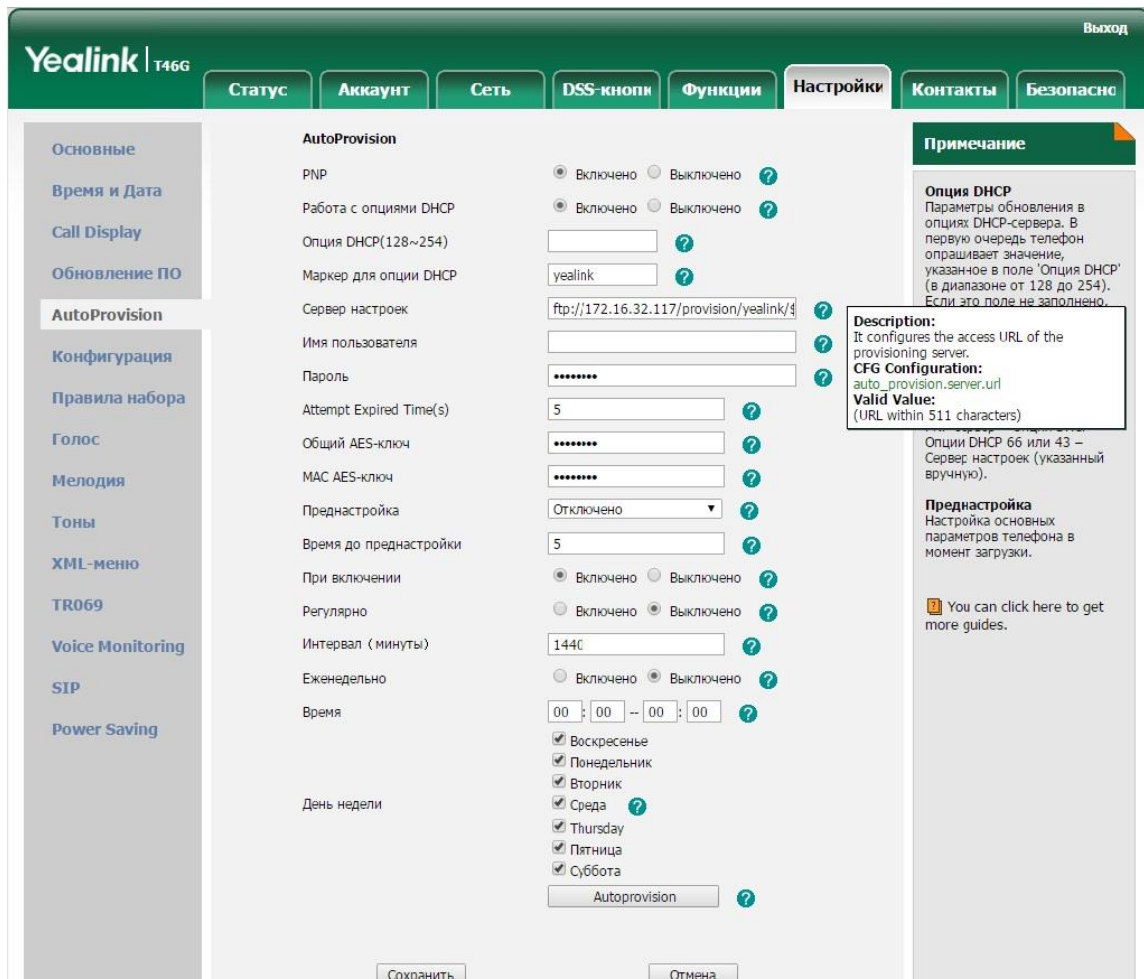 Выход
Yealink T46G
Статус Аккаунт Сеть DSS-кнопи Функции Настройки Контакты Безопасно
Основные
Время и Дата
Call Display
Обновление ПО
AutoProvision
Конфигурация
Правила набора
Голос
Мелодия
Тоны
XML-меню
TR069
Voice Monitoring
SIP
Power Saving
AutoProvision
PNP Включено Выключено ?
Работа с опциями DHCP Включено Выключено ?
Опция DHCP(128~254) ?
Маркер для опции DHCP yealink ?
Сервер настроек ftp://172.16.32.117/provision/yealink/$ ?
Имя пользователя ?
Пароль •••••••• ?
Attempt Expired Time(s) 5 ?
Общий AES-ключ •••••••• ?
MAC AES-ключ •••••••• ?
Преднастройка Отключено ?
Время до преднастройки 5 ?
При включении Включено Выключено ?
Регулярно Включено Выключено ?
Интервал (минуты) 1440 ?
Еженедельно Включено Выключено ?
Время 00 : 00 -- 00 : 00 ?
Воскресенье
Понедельник
Вторник
День недели Среда ?
Thursday
Пятница
Суббота
Autoprovision ?
Сохранить Отмена
Примечание
Опция DHCP
Параметры обновления в
опциях DHCP-сервера. В
первую очередь телефон
опрашивает значение,
указанное в поле 'Опция DHCP'
(в диапазоне от 128 до 254).
Если это поле не заполнено,
Description:
It configures the access URL of the
provisioning server.
CFG Configuration:
auto_provision.server.url
Valid Value:
(URL within 511 characters)
Опции DHCP 66 или 43 –
Сервер настроек (указанный
вручную).
Преднастройка
Настройка основных
параметров телефона в
момент загрузки.
? You can click here to get
more guides.